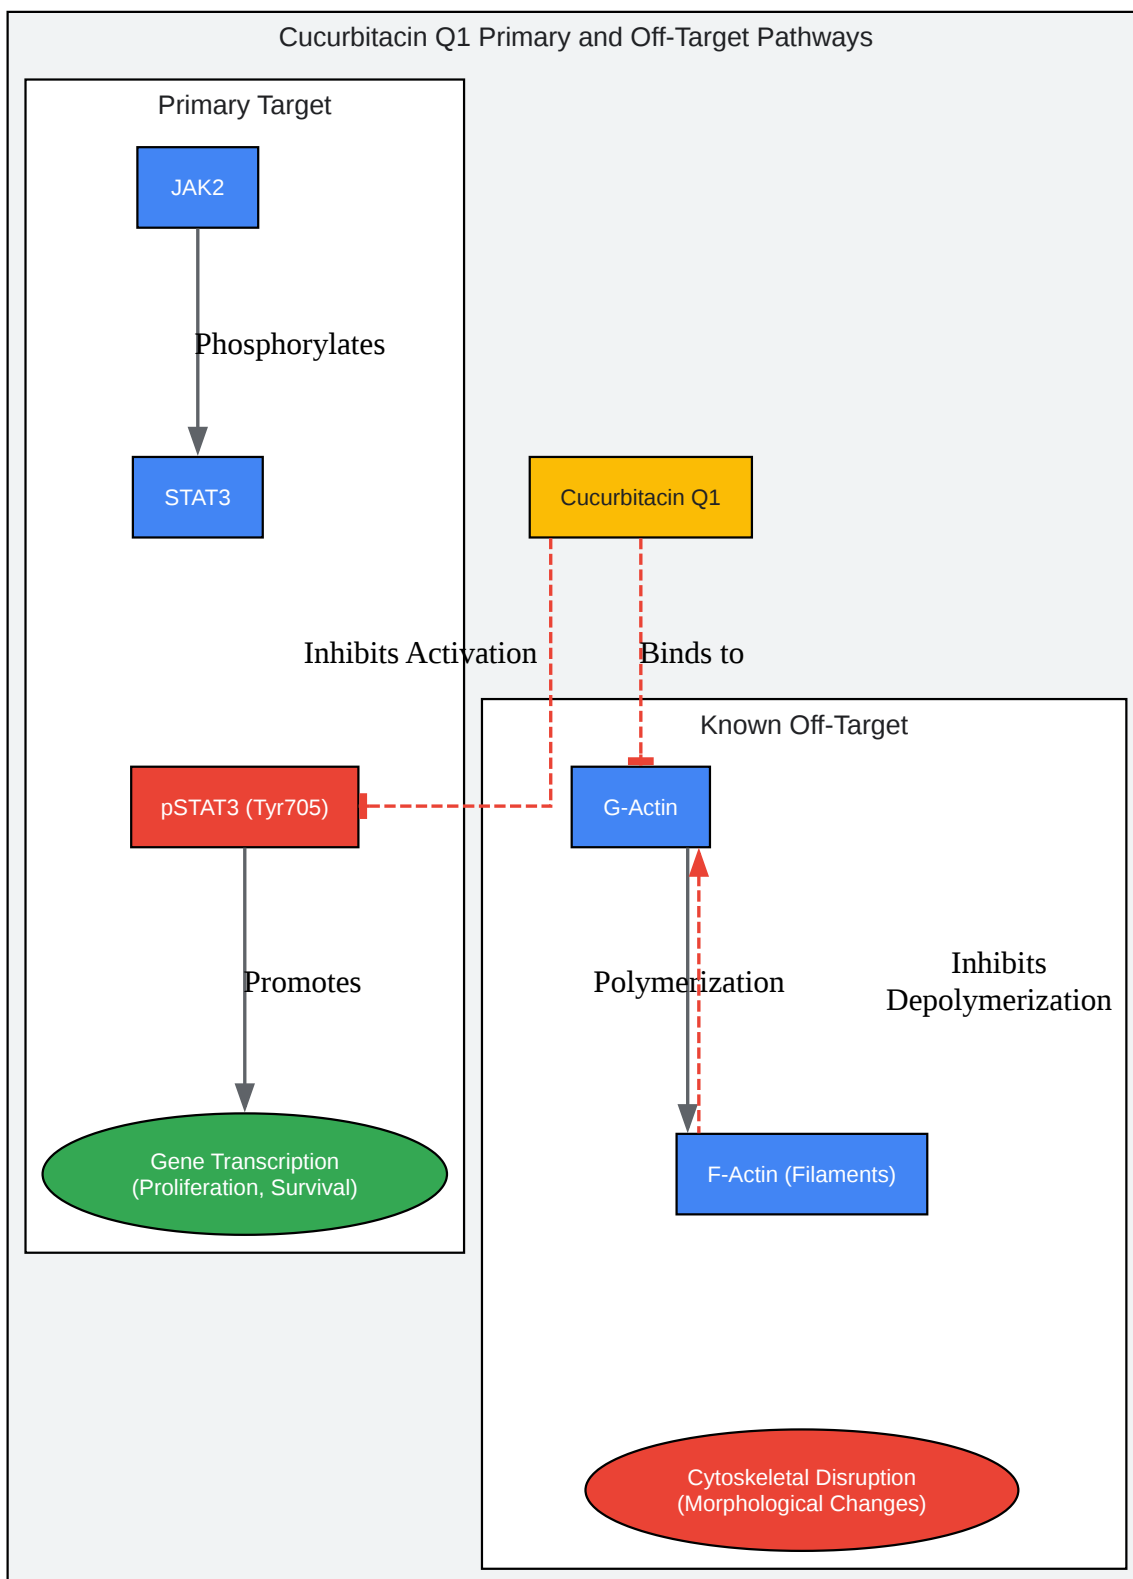 Cucurbitacin Q1 Primary and Off-Target Pathways
Primary Target
JAK2
Phosphorylates
STAT3
Cucurbitacin Q1
Inhibits Activation
Binds to
Known Off-Target
pSTAT3 (Tyr705)
G-Actin
Promotes
Polymerization
Inhibits
Depolymerization
Gene Transcription
(Proliferation, Survival)
F-Actin (Filaments)
Cytoskeletal Disruption
(Morphological Changes)